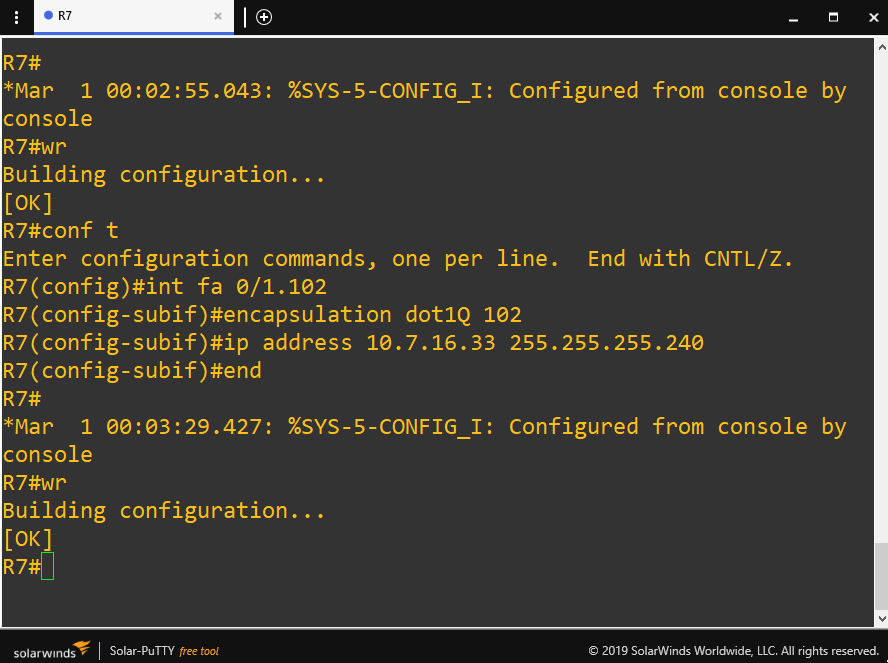 R7
R7#
*Mar  1 00:02:55.043: %SYS-5-CONFIG_I: Configured from console by
console
R7#wr
Building configuration...
[OK]
R7#conf t
Enter configuration commands, one per line.  End with CNTL/Z.
R7(config)#int fa 0/1.102
R7(config-subif)#encapsulation dot1Q 102
R7(config-subif)#ip address 10.7.16.33 255.255.255.240
R7(config-subif)#end
R7#
*Mar  1 00:03:29.427: %SYS-5-CONFIG_I: Configured from console by
console
R7#wr
Building configuration...
[OK]
R7#
solarwinds Solar-PuTTY free tool © 2019 SolarWinds Worldwide, LLC. All rights reserved.